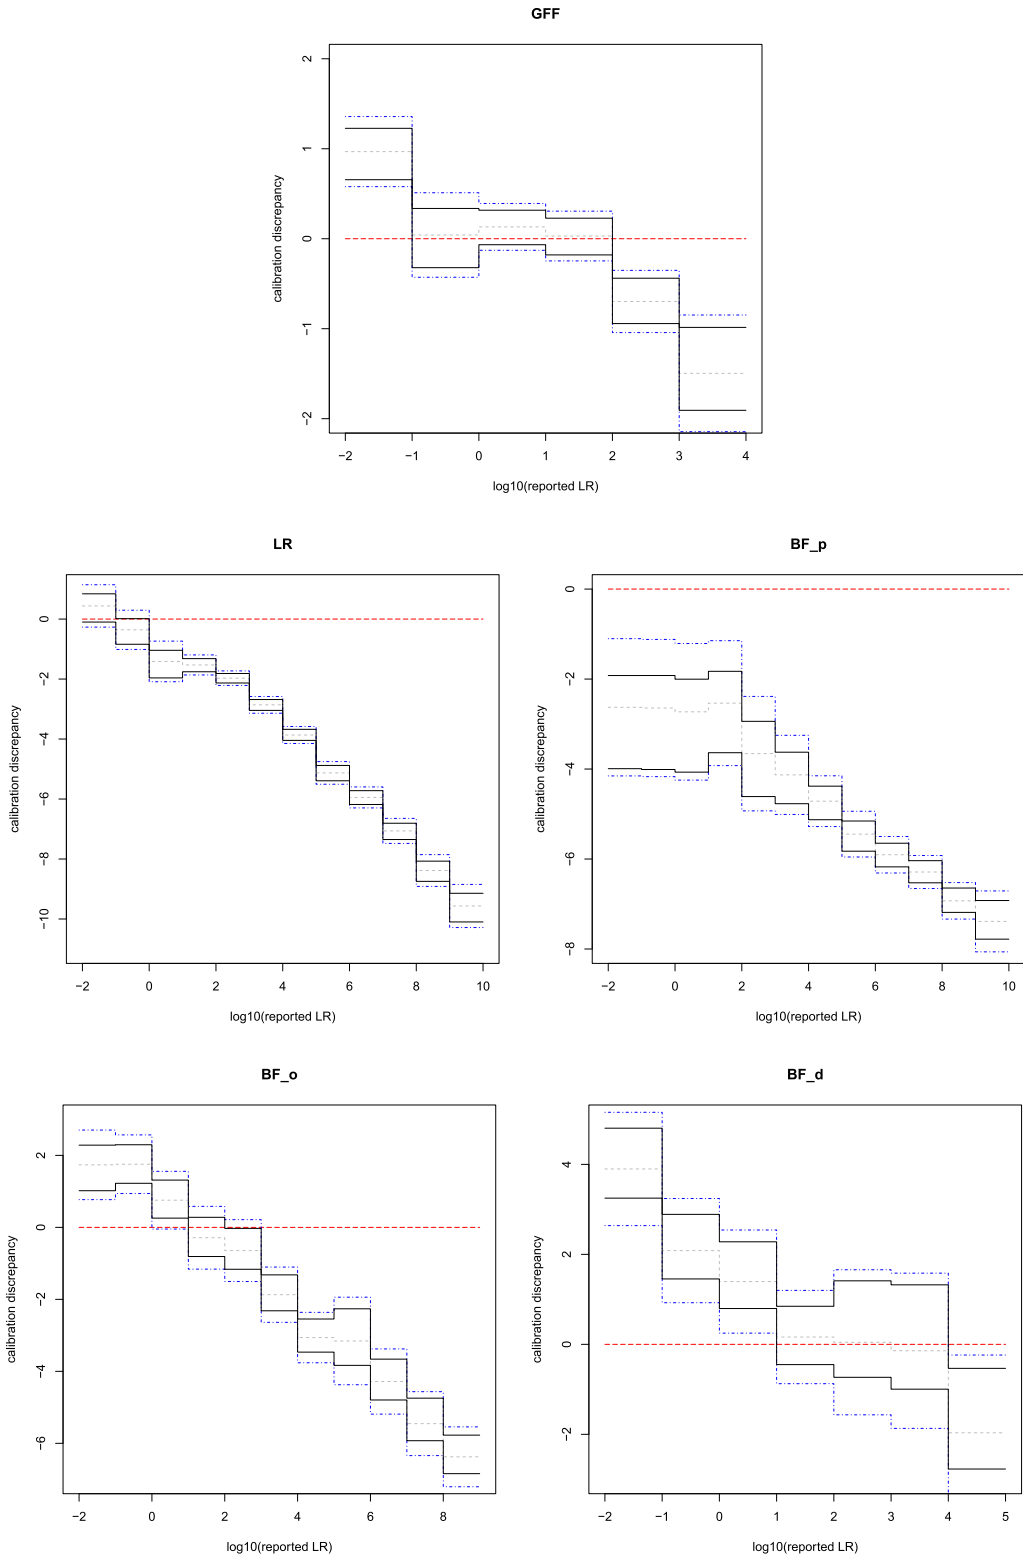 GFF
2
1
0
−1
−2
calibration discrepancy
−2 −1 0 1 2 3 4
log10(reported LR)
LR
0
−2
−4
−6
−8
−10
calibration discrepancy
−2 0 2 4 6 8 10
log10(reported LR)
BF_p
0
−2
−4
−6
−8
calibration discrepancy
−2 0 2 4 6 8 10
log10(reported LR)
BF_o
2
0
−2
−4
−6
calibration discrepancy
−2 0 2 4 6 8
log10(reported LR)
BF_d
4
2
0
−2
calibration discrepancy
−2 −1 0 1 2 3 4 5
log10(reported LR)